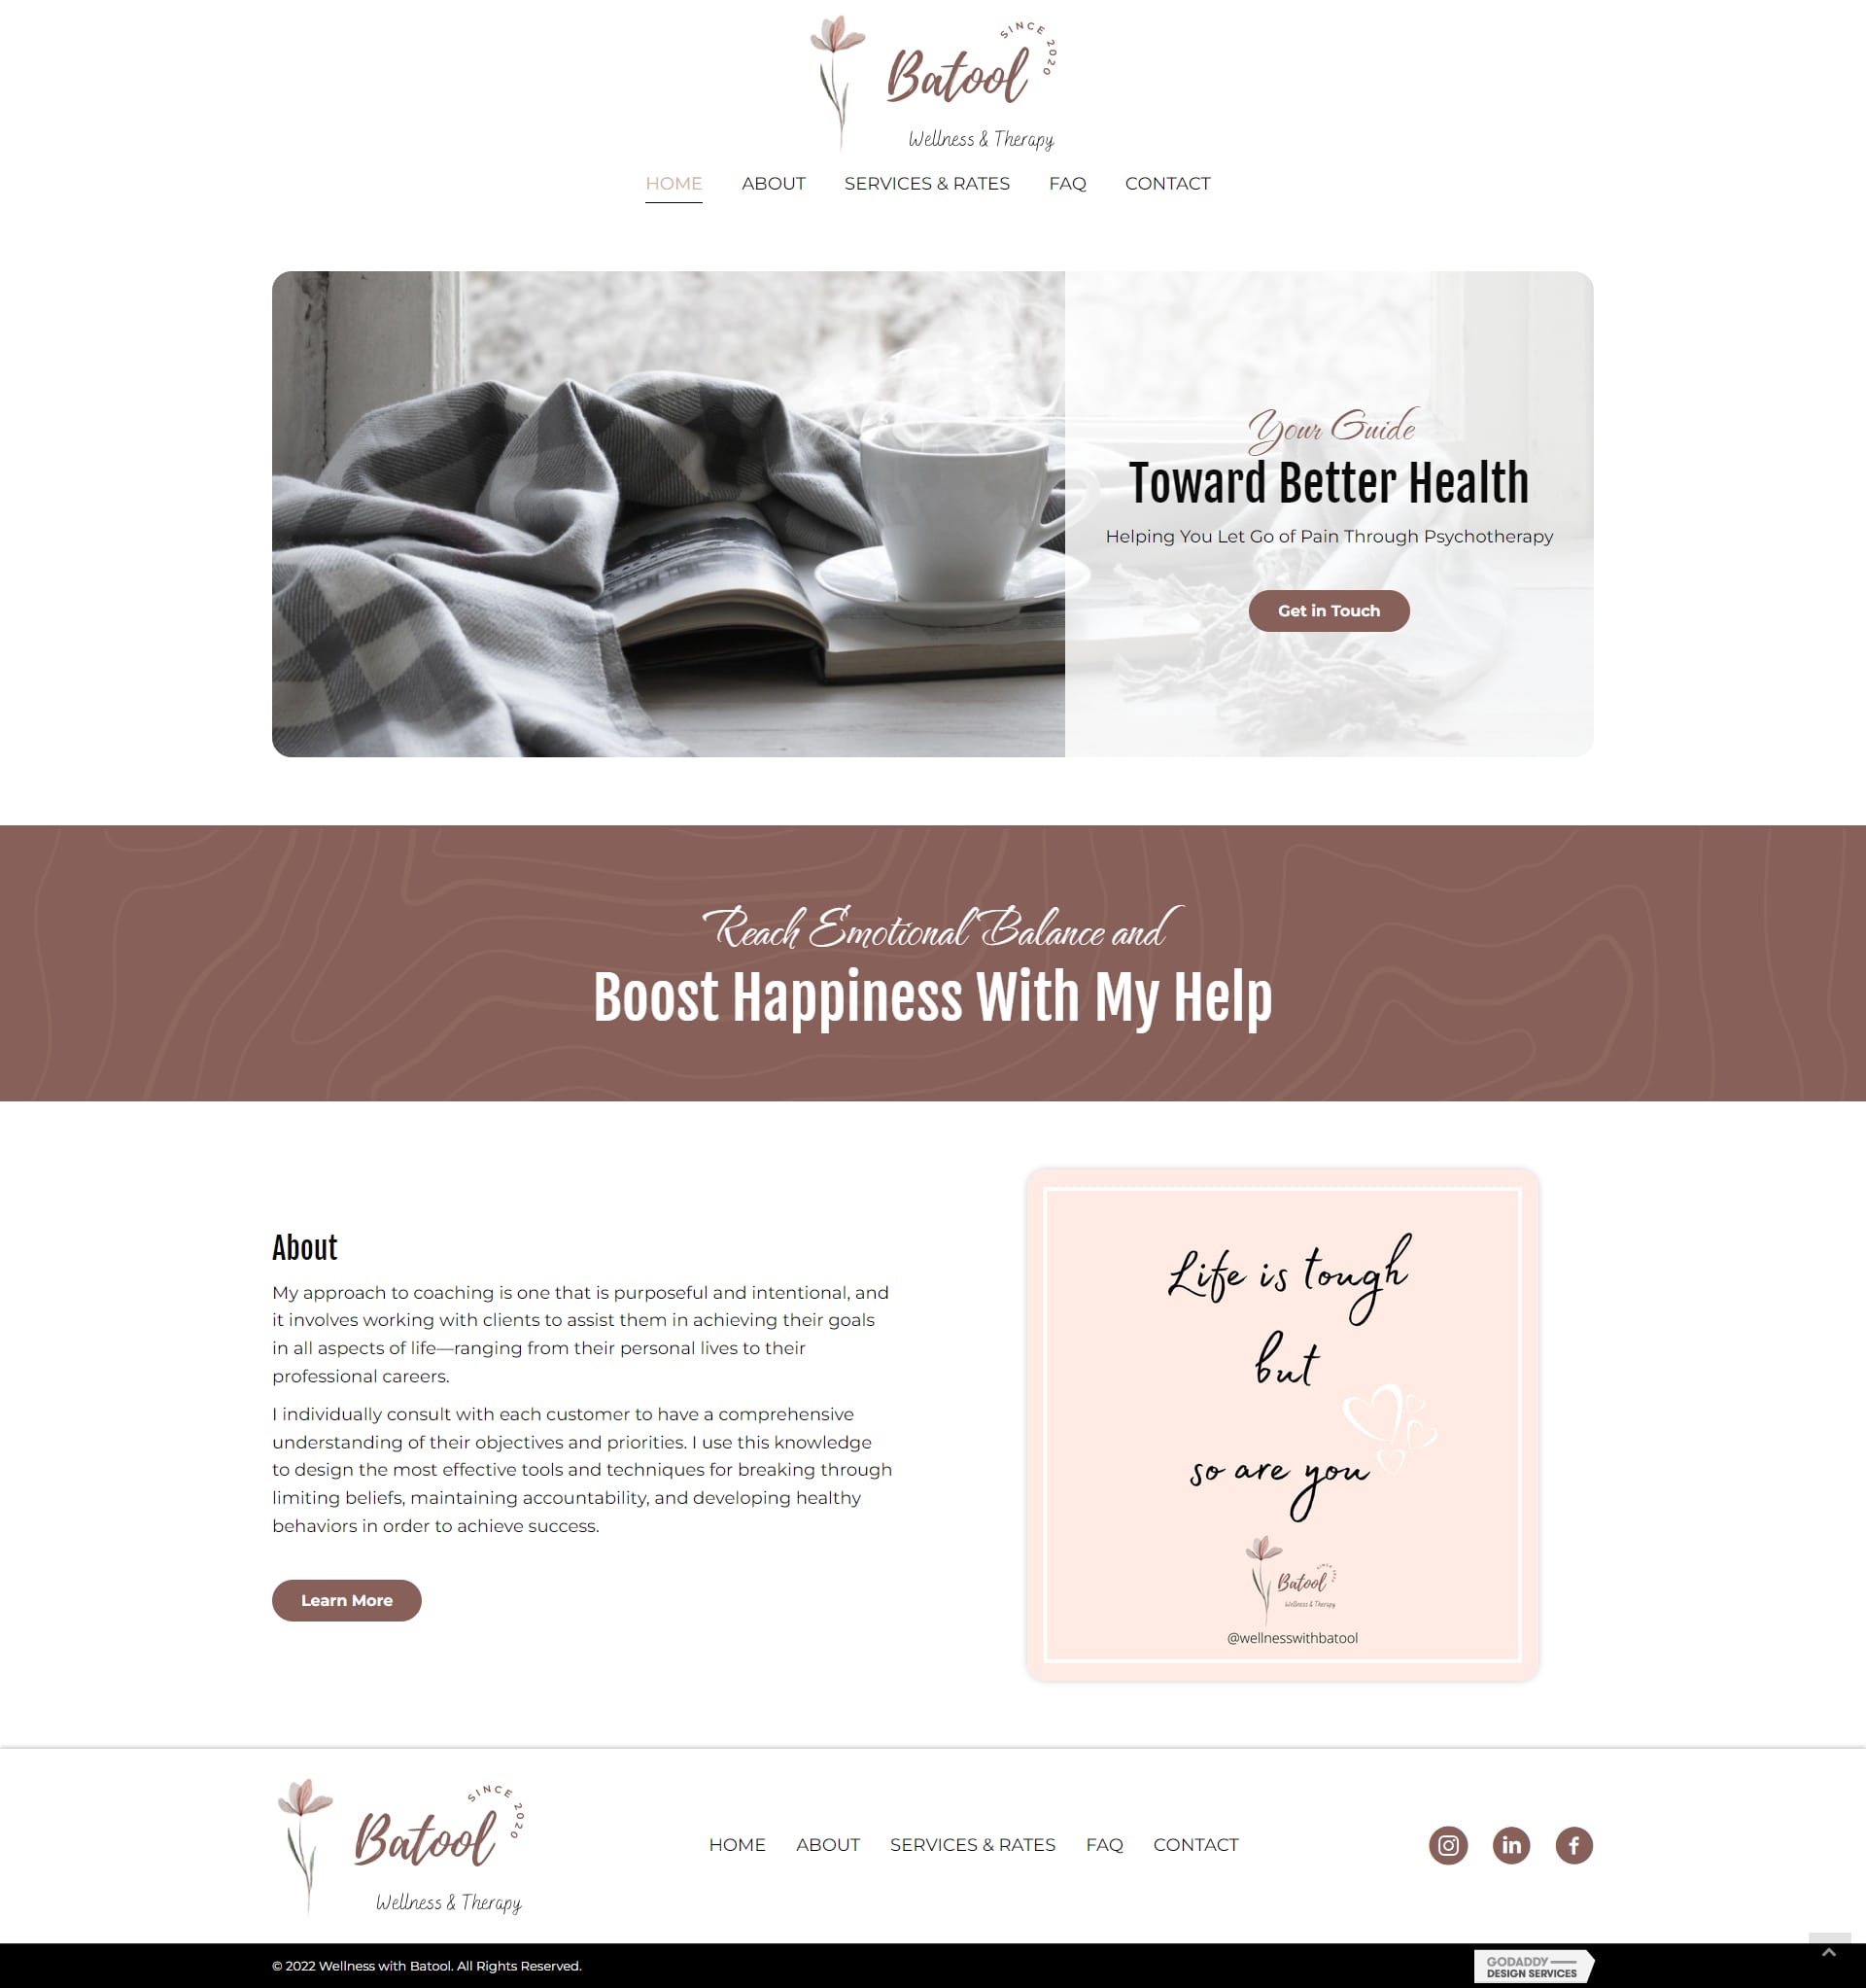 SINCE 2020
Batool
Wellness & Therapy
HOME ABOUT SERVICES & RATES FAQ CONTACT
Your Guide
Toward Better Health
Helping You Let Go of Pain Through Psychotherapy
Get in Touch
Reach Emotional Balance and
Boost Happiness With My Help
About
My approach to coaching is one that is purposeful and intentional, and
it involves working with clients to assist them in achieving their goals
in all aspects of life—ranging from their personal lives to their
professional careers.
I individually consult with each customer to have a comprehensive
understanding of their objectives and priorities. I use this knowledge
to design the most effective tools and techniques for breaking through
limiting beliefs, maintaining accountability, and developing healthy
behaviors in order to achieve success.
Learn More
Life is tough
but
so are you
SINCE 2020
Batool
Wellness & Therapy
@wellnesswithbatool
SINCE 2020
Batool
Wellness & Therapy
HOME ABOUT SERVICES & RATES FAQ CONTACT
© 2022 Wellness with Batool. All Rights Reserved.
GODADDY
DESIGN SERVICES